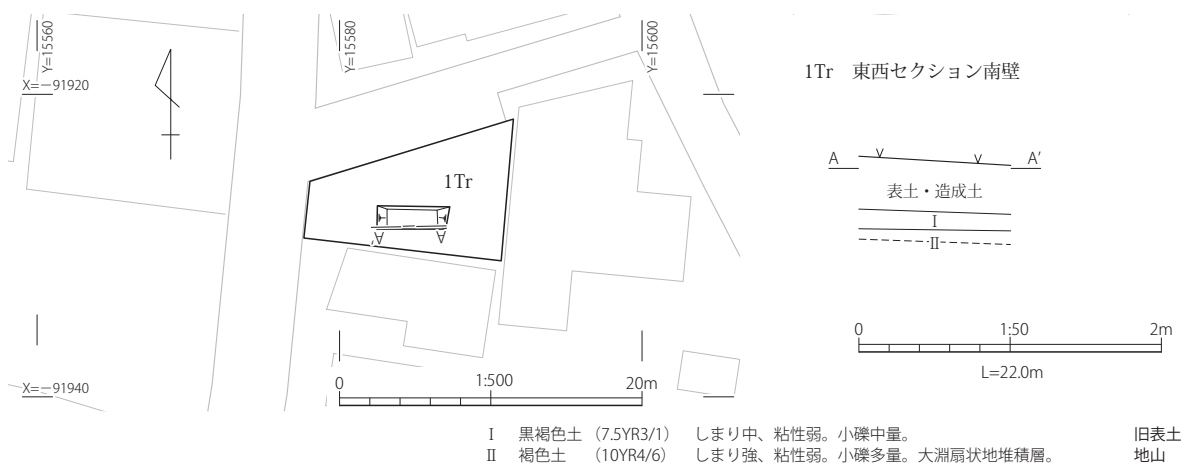 Y=15560
Y=15580
Y=15600
X=－91920
1Tr　東西セクション南壁
A
A'
表土・造成土
I
II
1Tr
A'
A
0 1:50 2m
L=22.0m
X=－91940
0 1:500 20m
I 黒褐色土 （7.5YR3/1） しまり中、粘性弱。小礫中量。 旧表土
II 褐色土 （10YR4/6） しまり強、粘性弱。小礫多量。大淵扇状地堆積層。 地山